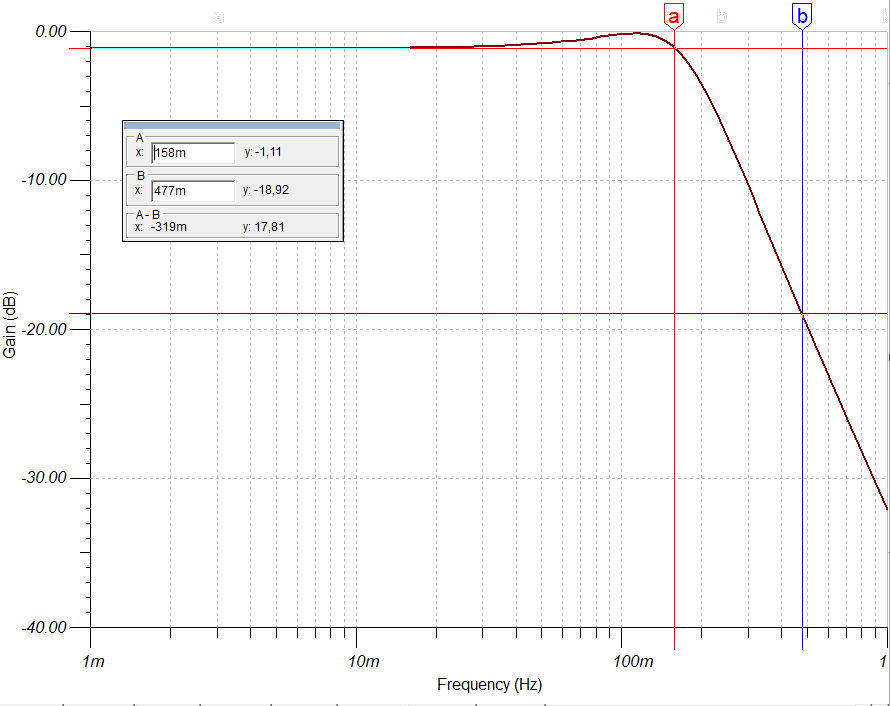 a b
a b
0.00
A
x: 158m y: -1,11
B
x: 477m y: -18,92
A - B
x: -319m y: 17,81
-10.00
-20.00
-30.00
-40.00
Gain (dB)
1m 10m 100m 1
Frequency (Hz)